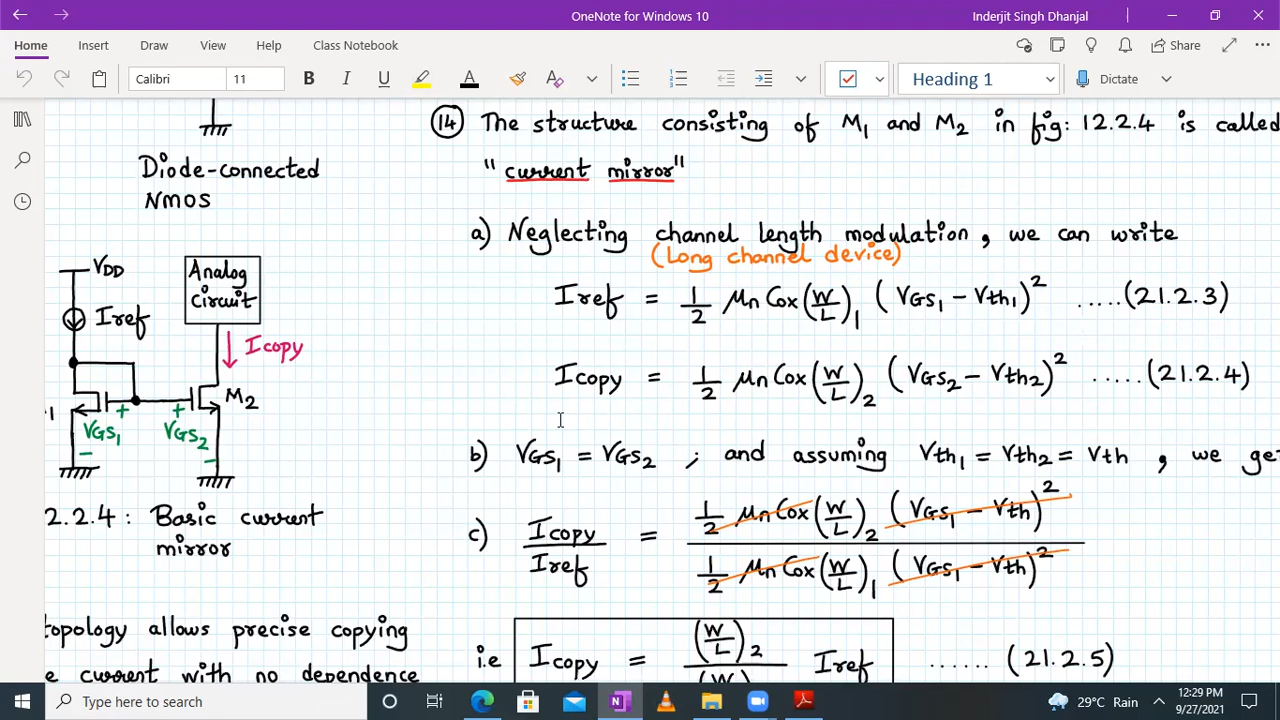 OneNote for Windows 10
Inderjit Singh Dhanjal
Home Insert Draw View Help Class Notebook
Share
Calibri 11 B I U A
Heading 1
Dictate
Diode-connected
NMOS
VDD
Iref
Analog
Circuit
Icopy
1
M2
+ +
VGS1 VGS2
- -
2.2.4 : Basic current
mirror
topology allows precise copying
e current with no dependence
14 The structure consisting of M1 and M2 in fig: 12.2.4 is called
"current mirror"
a) Neglecting channel length modulation, we can write
(Long channel device)
Iref = 1/2 μn Cox (W/L)1 (VGS1 - Vth1)^2 .....(21.2.3)
Icopy = 1/2 μn Cox (W/L)2 (VGS2 - Vth2)^2 .....(21.2.4)
b) VGS1 = VGS2 ; and assuming Vth1 = Vth2 = Vth , we ge
c) Icopy/Iref = 1/2 μn Cox (W/L)2 (VGS1 - Vth)^2
1/2 μn Cox (W/L)1 (VGS1 - Vth)^2
i.e Icopy = (W/L)2 Iref ...... (21.2.5)
(W
Type here to search
29°C Rain
12:29 PM
9/27/2021